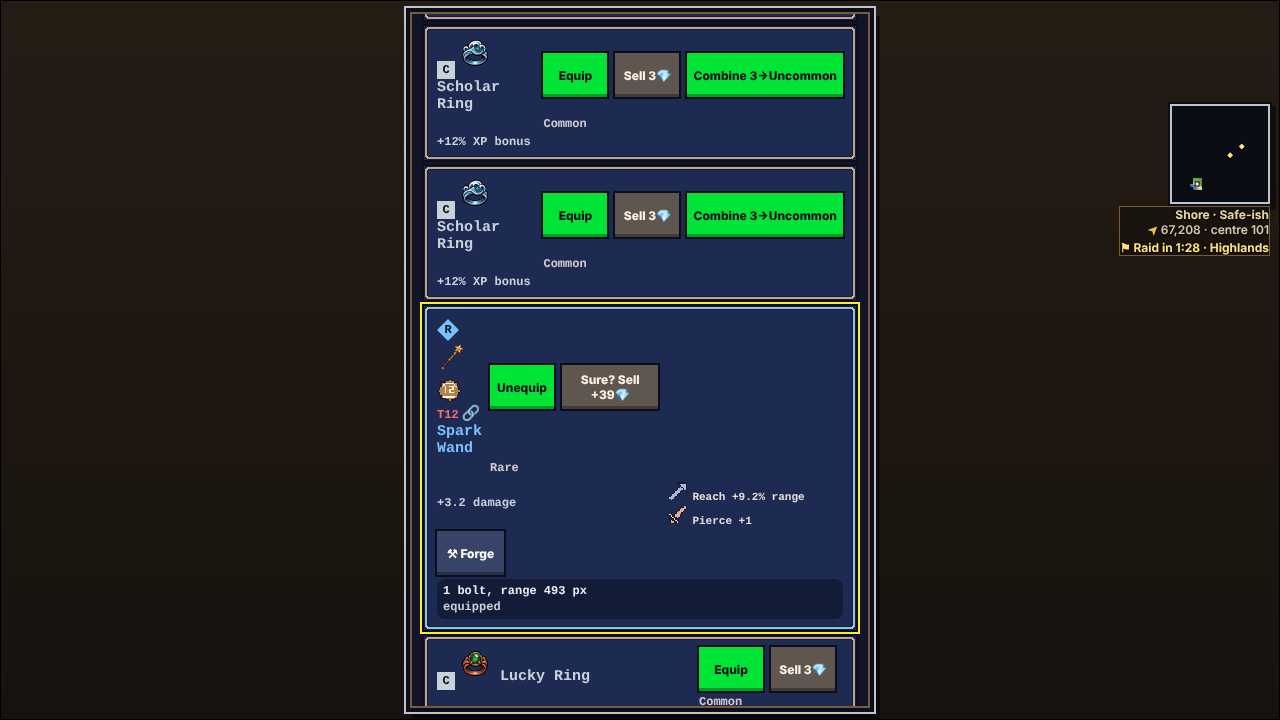 C
Scholar
Ring
Equip
Sell 3💎
Combine 3→Uncommon
Common
+12% XP bonus
C
Scholar
Ring
Equip
Sell 3💎
Combine 3→Uncommon
Common
+12% XP bonus
R
12
T12 🔗
Spark
Wand
Unequip
Sure? Sell
+39💎
Rare
+3.2 damage
Reach +9.2% range
Pierce +1
⚒ Forge
1 bolt, range 493 px
equipped
C
Lucky Ring
Equip
Sell 3💎
Common
Shore · Safe-ish
67,208 · centre 101
⚑ Raid in 1:28 · Highlands